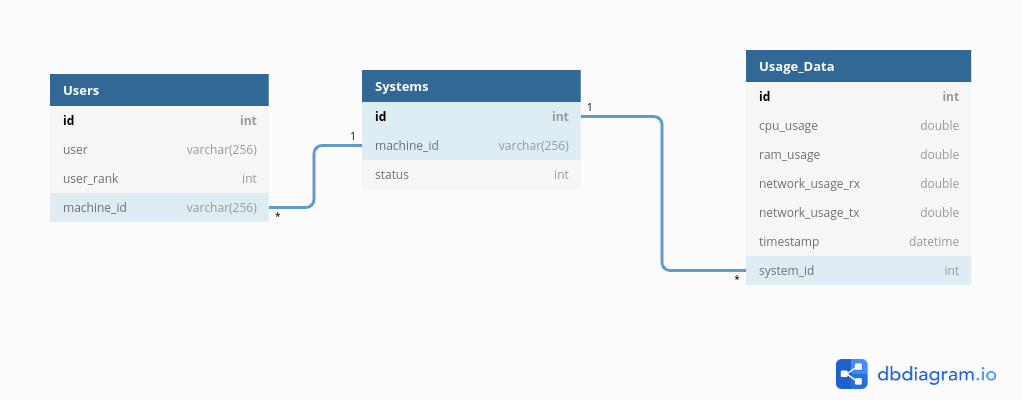 Users
id int
user varchar(256)
user_rank int
machine_id varchar(256)
*
1
Systems
id int
machine_id varchar(256)
status int
1
*
Usage_Data
id int
cpu_usage double
ram_usage double
network_usage_rx double
network_usage_tx double
timestamp datetime
system_id int
dbdiagram.io